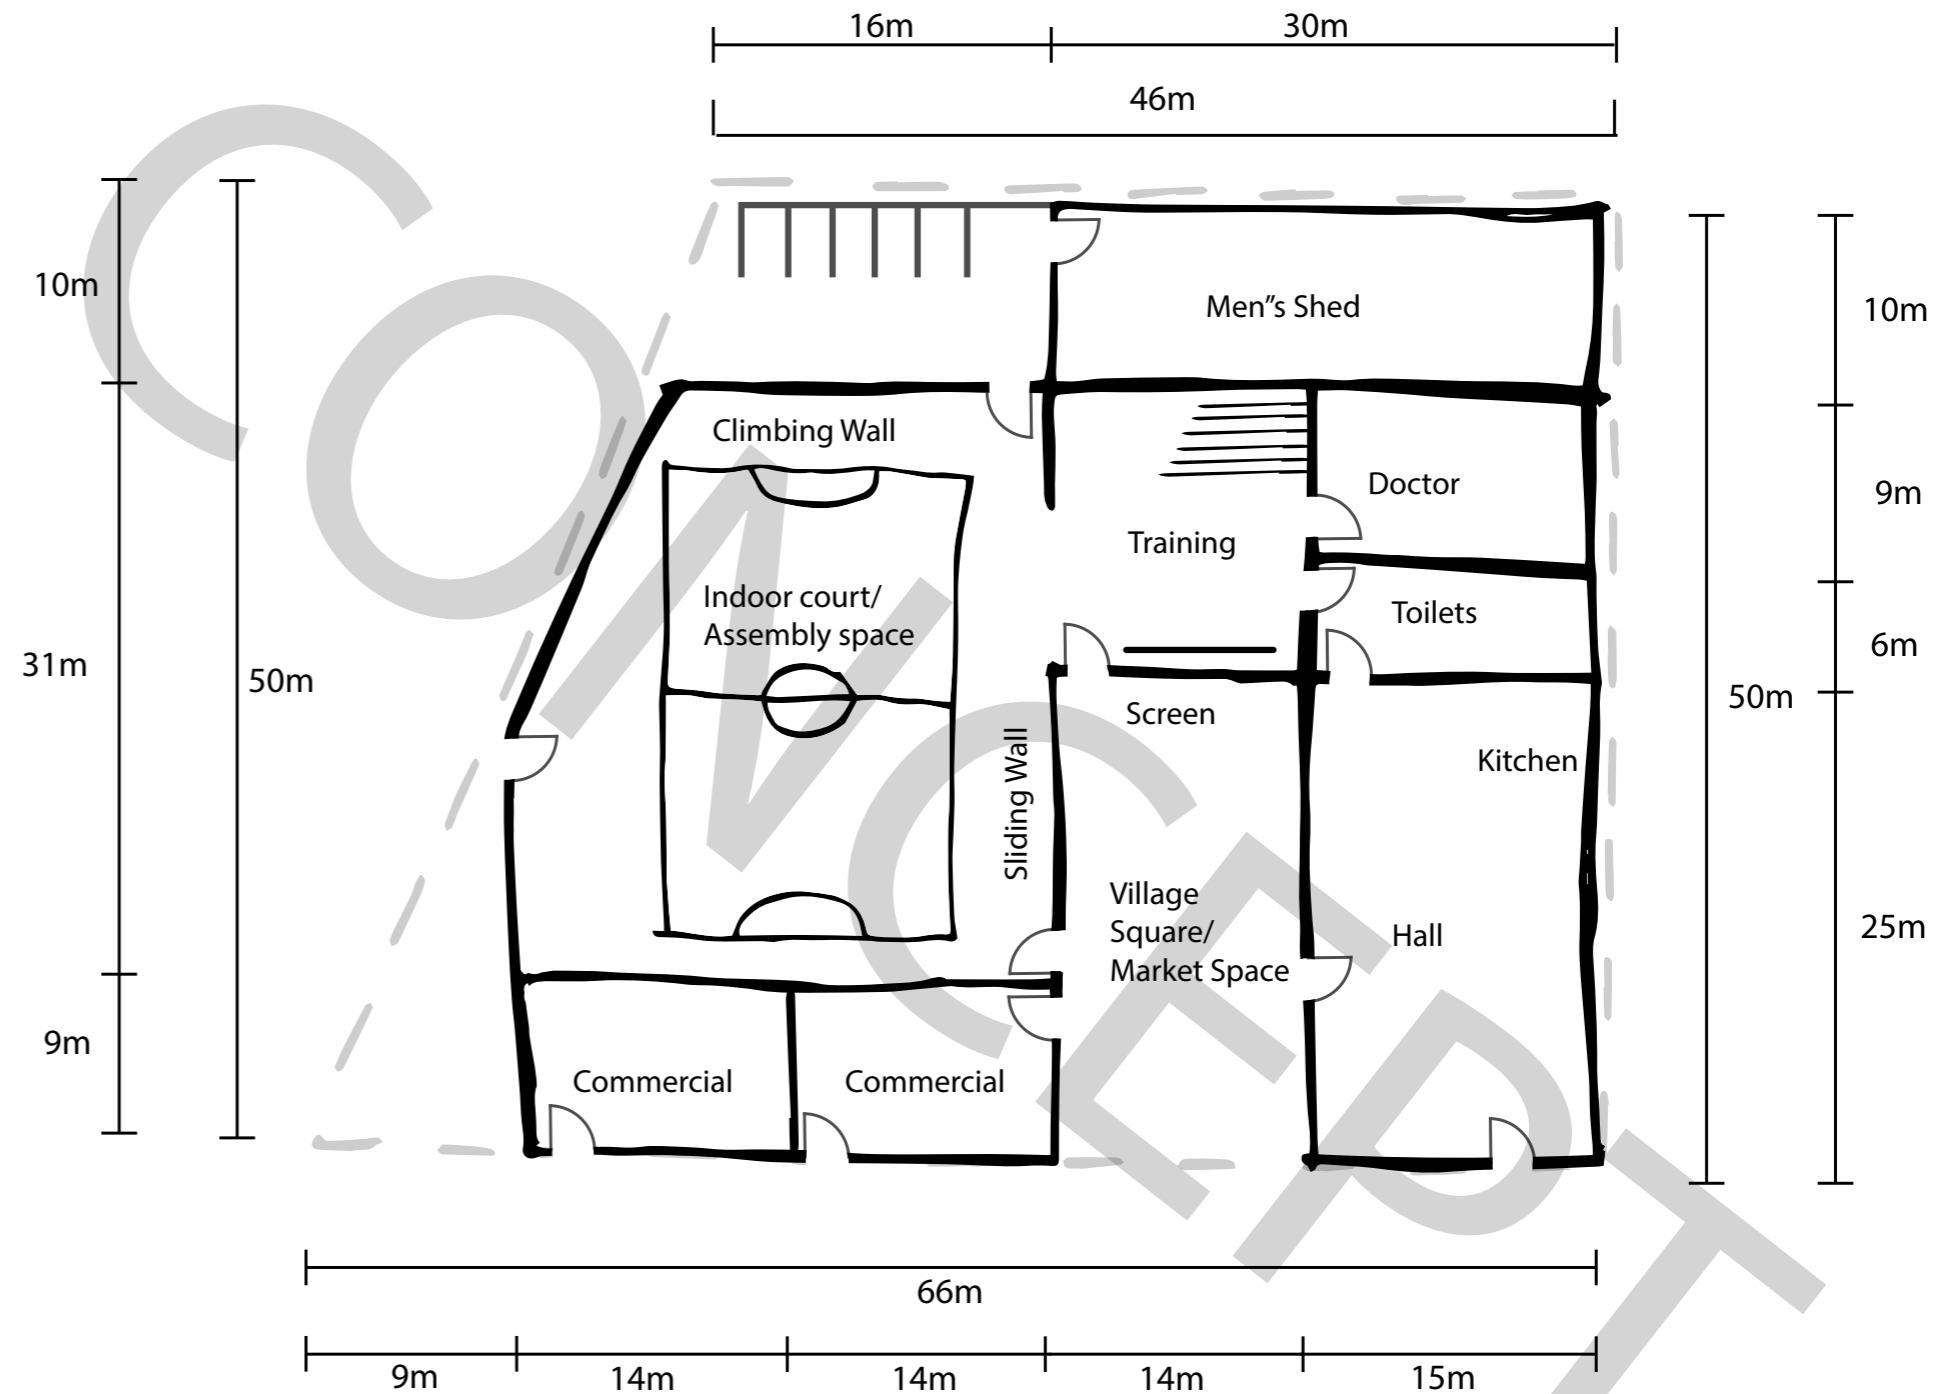 16m
30m
46m
10m
31m
9m
50m
Men"s Shed
Climbing Wall
Doctor
Training
Toilets
Indoor court/
Assembly space
Screen
Kitchen
Sliding Wall
Village
Square/
Market Space
Hall
Commercial
Commercial
50m
10m
9m
6m
25m
66m
9m
14m
14m
14m
15m
CONCEPT